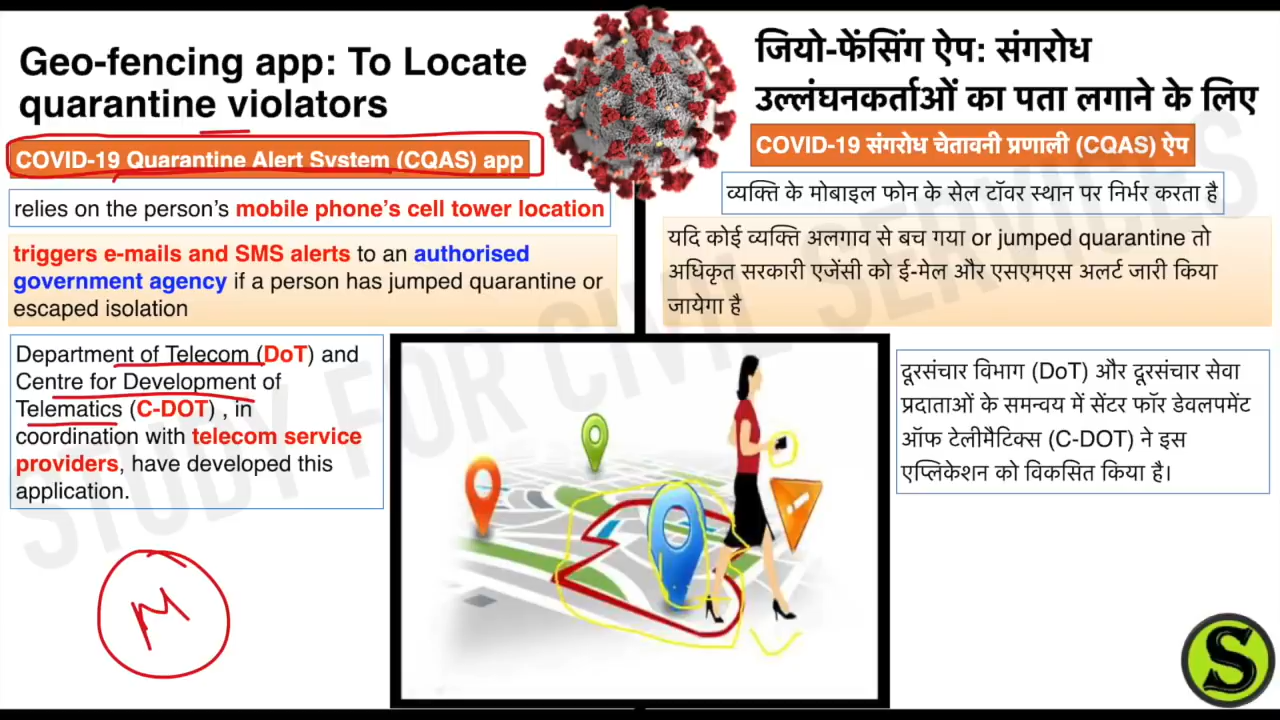 Geo-fencing app: To Locate
quarantine violators
COVID-19 Quarantine Alert System (CQAS) app
relies on the person's mobile phone's cell tower location
triggers e-mails and SMS alerts to an authorised
government agency if a person has jumped quarantine or
escaped isolation
Department of Telecom (DoT) and
Centre for Development of
Telematics (C-DOT) , in
coordination with telecom service
providers, have developed this
application.
M
जियो-फेंसिंग ऐप: संगरोध
उल्लंघनकर्ताओं का पता लगाने के लिए
COVID-19 संगरोध चेतावनी प्रणाली (CQAS) ऐप
व्यक्ति के मोबाइल फोन के सेल टॉवर स्थान पर निर्भर करता है
यदि कोई व्यक्ति अलगाव से बच गया or jumped quarantine तो
अधिकृत सरकारी एजेंसी को ई-मेल और एसएमएस अलर्ट जारी किया
जायेगा है
दूरसंचार विभाग (DoT) और दूरसंचार सेवा
प्रदाताओं के समन्वय में सेंटर फॉर डेवलपमेंट
ऑफ टेलीमैटिक्स (C-DOT) ने इस
एप्लिकेशन को विकसित किया है।
STUDY FOR CIVIL SERVICES
S